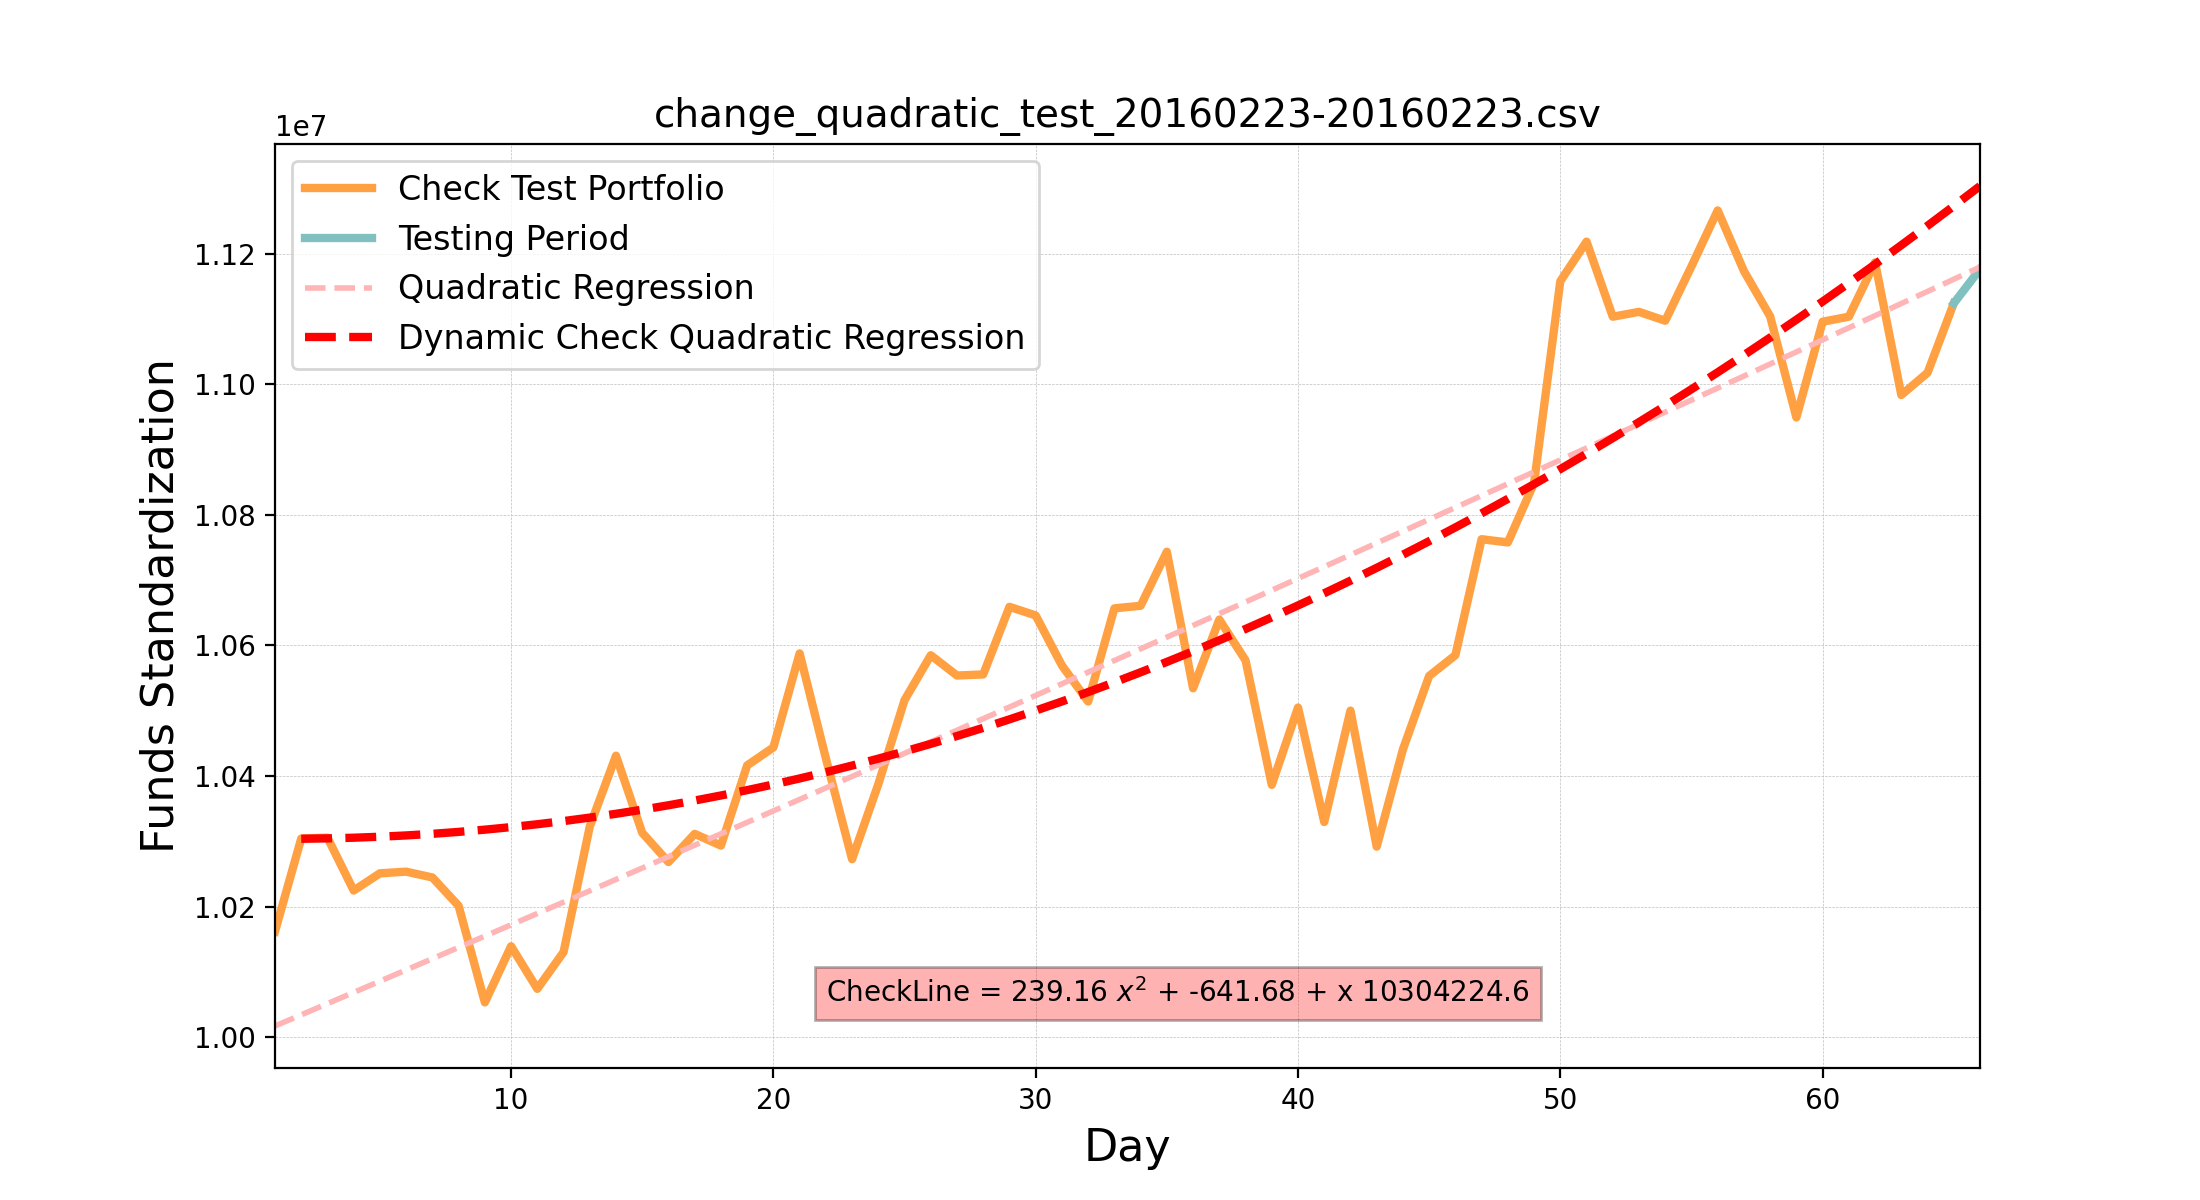 change_quadratic_test_20160223-20160223.csv
1e7
Check Test Portfolio
Testing Period
Quadratic Regression
Dynamic Check Quadratic Regression
Funds Standardization
1.12
1.10
1.08
1.06
1.04
1.02
1.00
CheckLine = 239.16 x² + -641.68 + x 10304224.6
10 20 30 40 50 60
Day